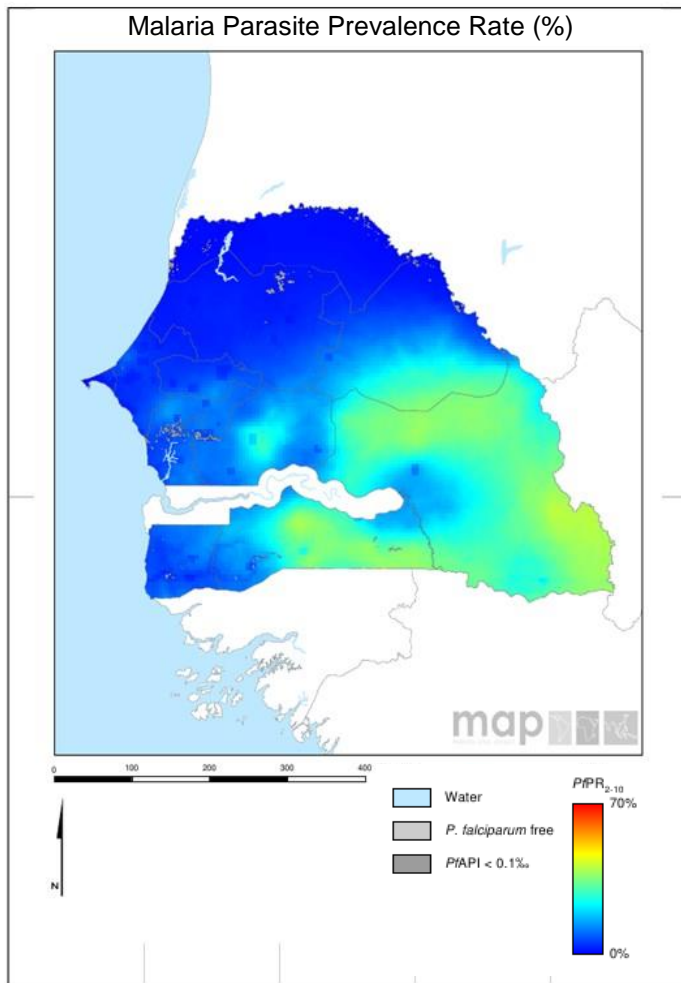 Malaria Parasite Prevalence Rate (%)
map
0 100 200 300 400
N
Water
P. falciparum free
PfAPI < 0.1‰
PfPR2-10
70%
0%